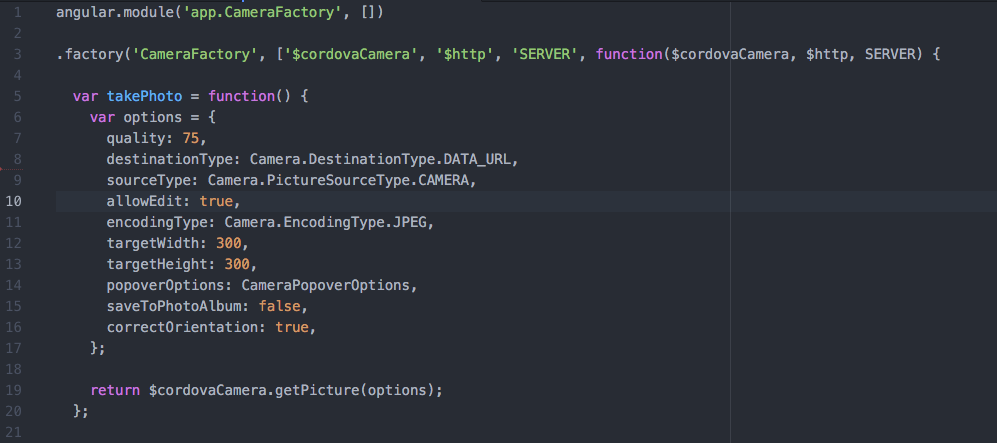 1 angular.module('app.CameraFactory', [])
2
3 .factory('CameraFactory', ['$cordovaCamera', '$http', 'SERVER', function($cordovaCamera, $http, SERVER) {
4
5 var takePhoto = function() {
6 var options = {
7 quality: 75,
8 destinationType: Camera.DestinationType.DATA_URL,
9 sourceType: Camera.PictureSourceType.CAMERA,
10 allowEdit: true,
11 encodingType: Camera.EncodingType.JPEG,
12 targetWidth: 300,
13 targetHeight: 300,
14 popoverOptions: CameraPopoverOptions,
15 saveToPhotoAlbum: false,
16 correctOrientation: true,
17 };
18
19 return $cordovaCamera.getPicture(options);
20 };
21